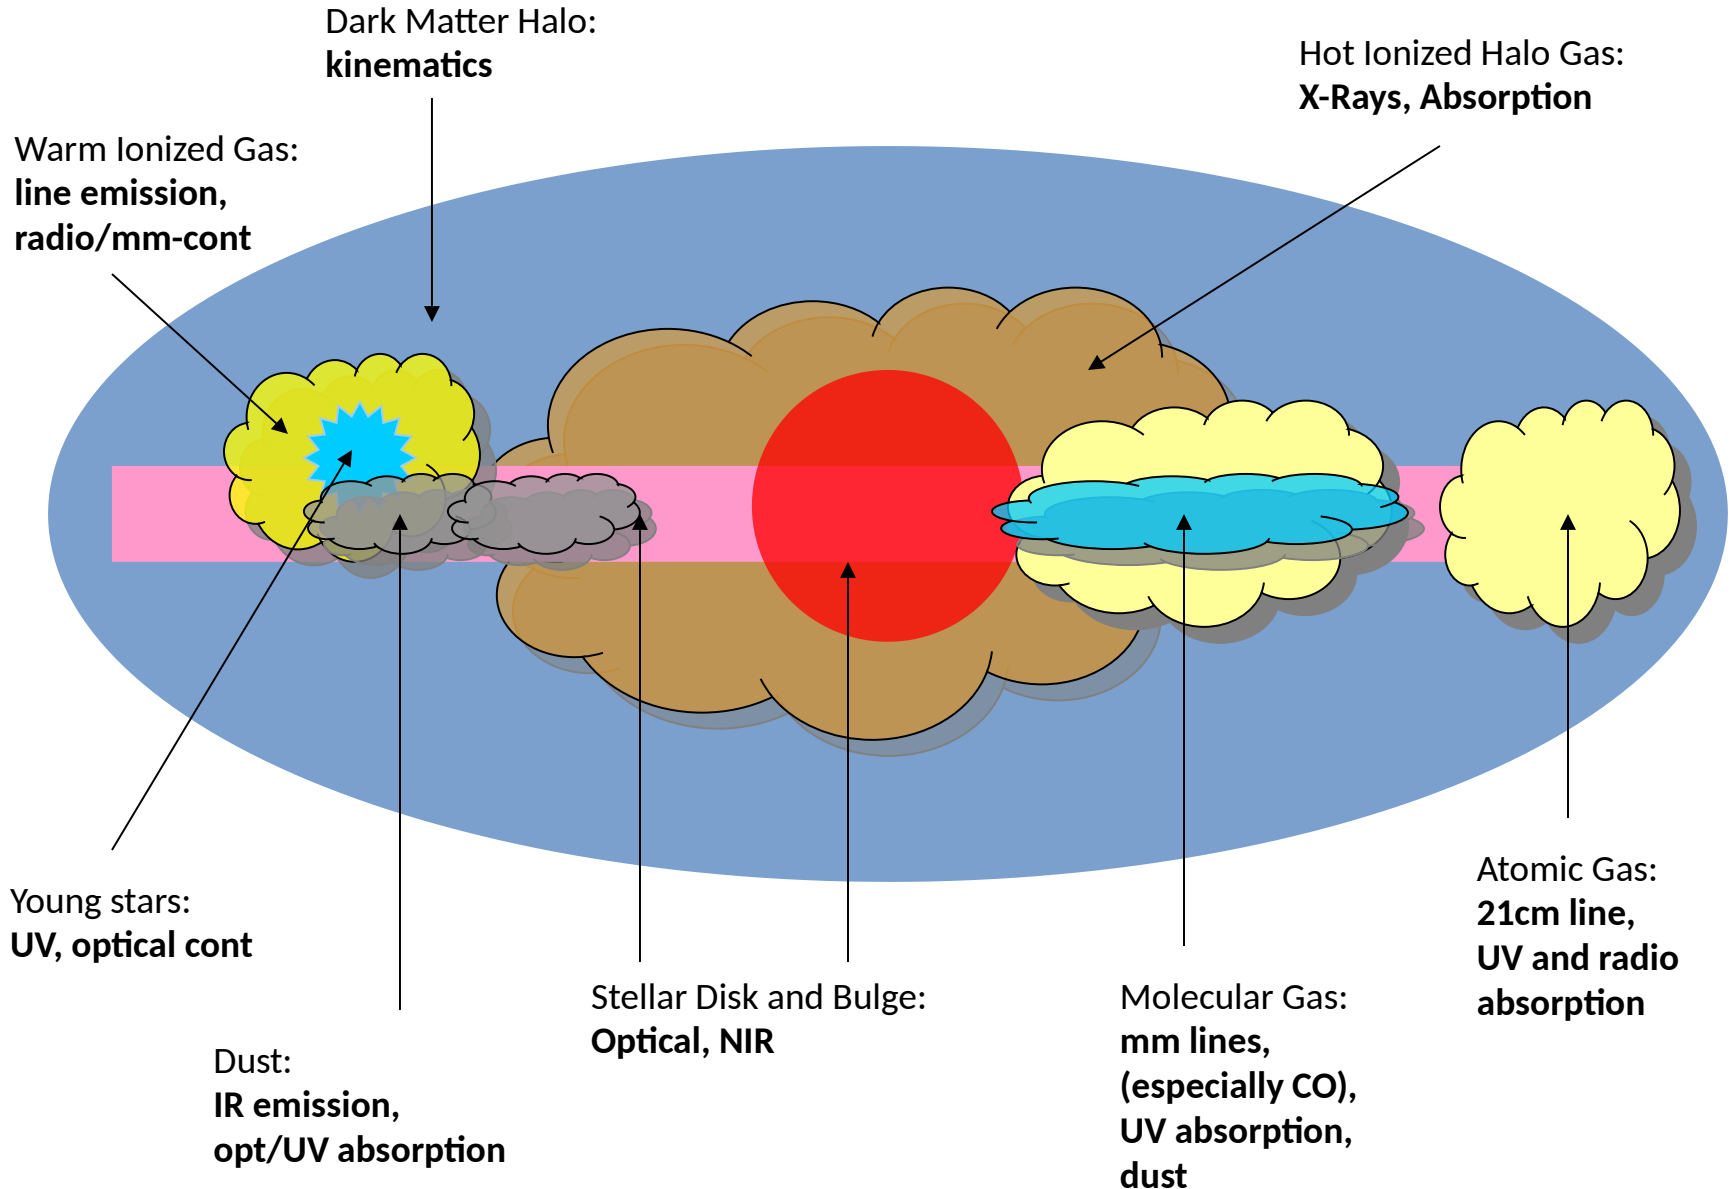 Dark Matter Halo:
kinematics
Hot Ionized Halo Gas:
X-Rays, Absorption
Warm Ionized Gas:
line emission,
radio/mm-cont
Young stars:
UV, optical cont
Dust:
IR emission,
opt/UV absorption
Stellar Disk and Bulge:
Optical, NIR
Molecular Gas:
mm lines,
(especially CO),
UV absorption,
dust
Atomic Gas:
21cm line,
UV and radio
absorption